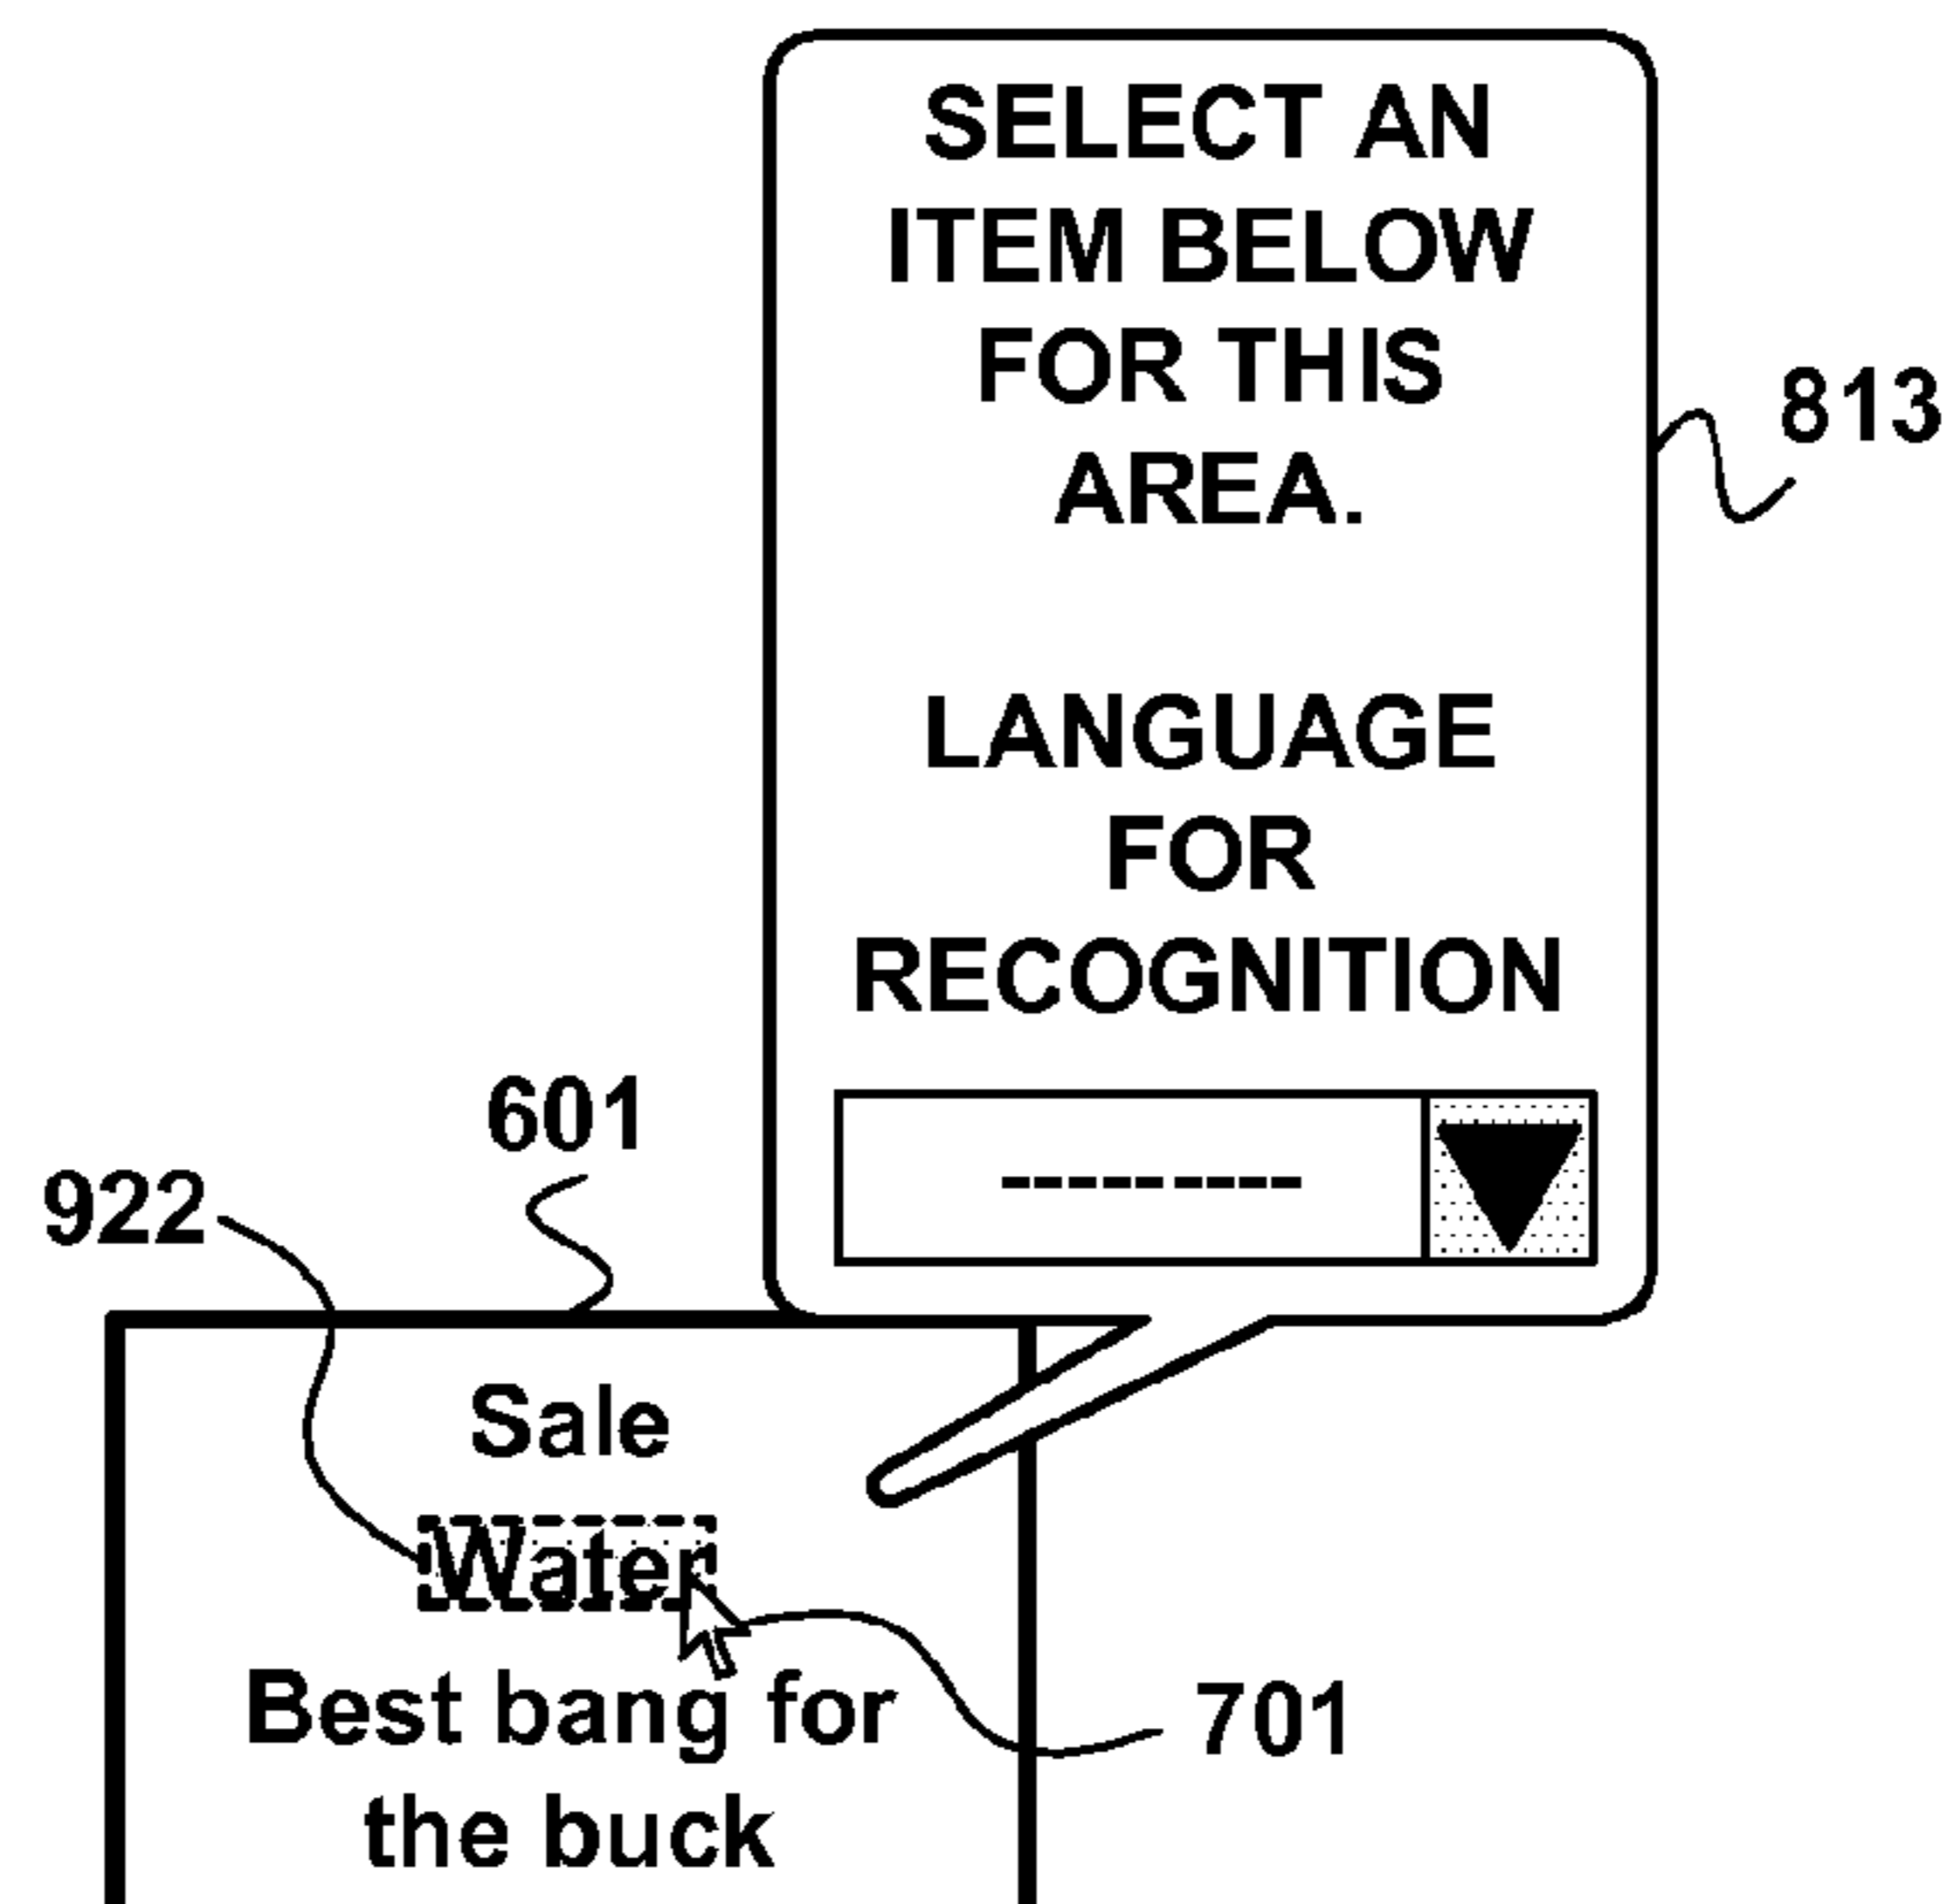 SELECT AN
ITEM BELOW
FOR THIS
AREA.
813
LANGUAGE
FOR
RECOGNITION
---------
601
922
Sale
Water
Best bang for
the buck
701